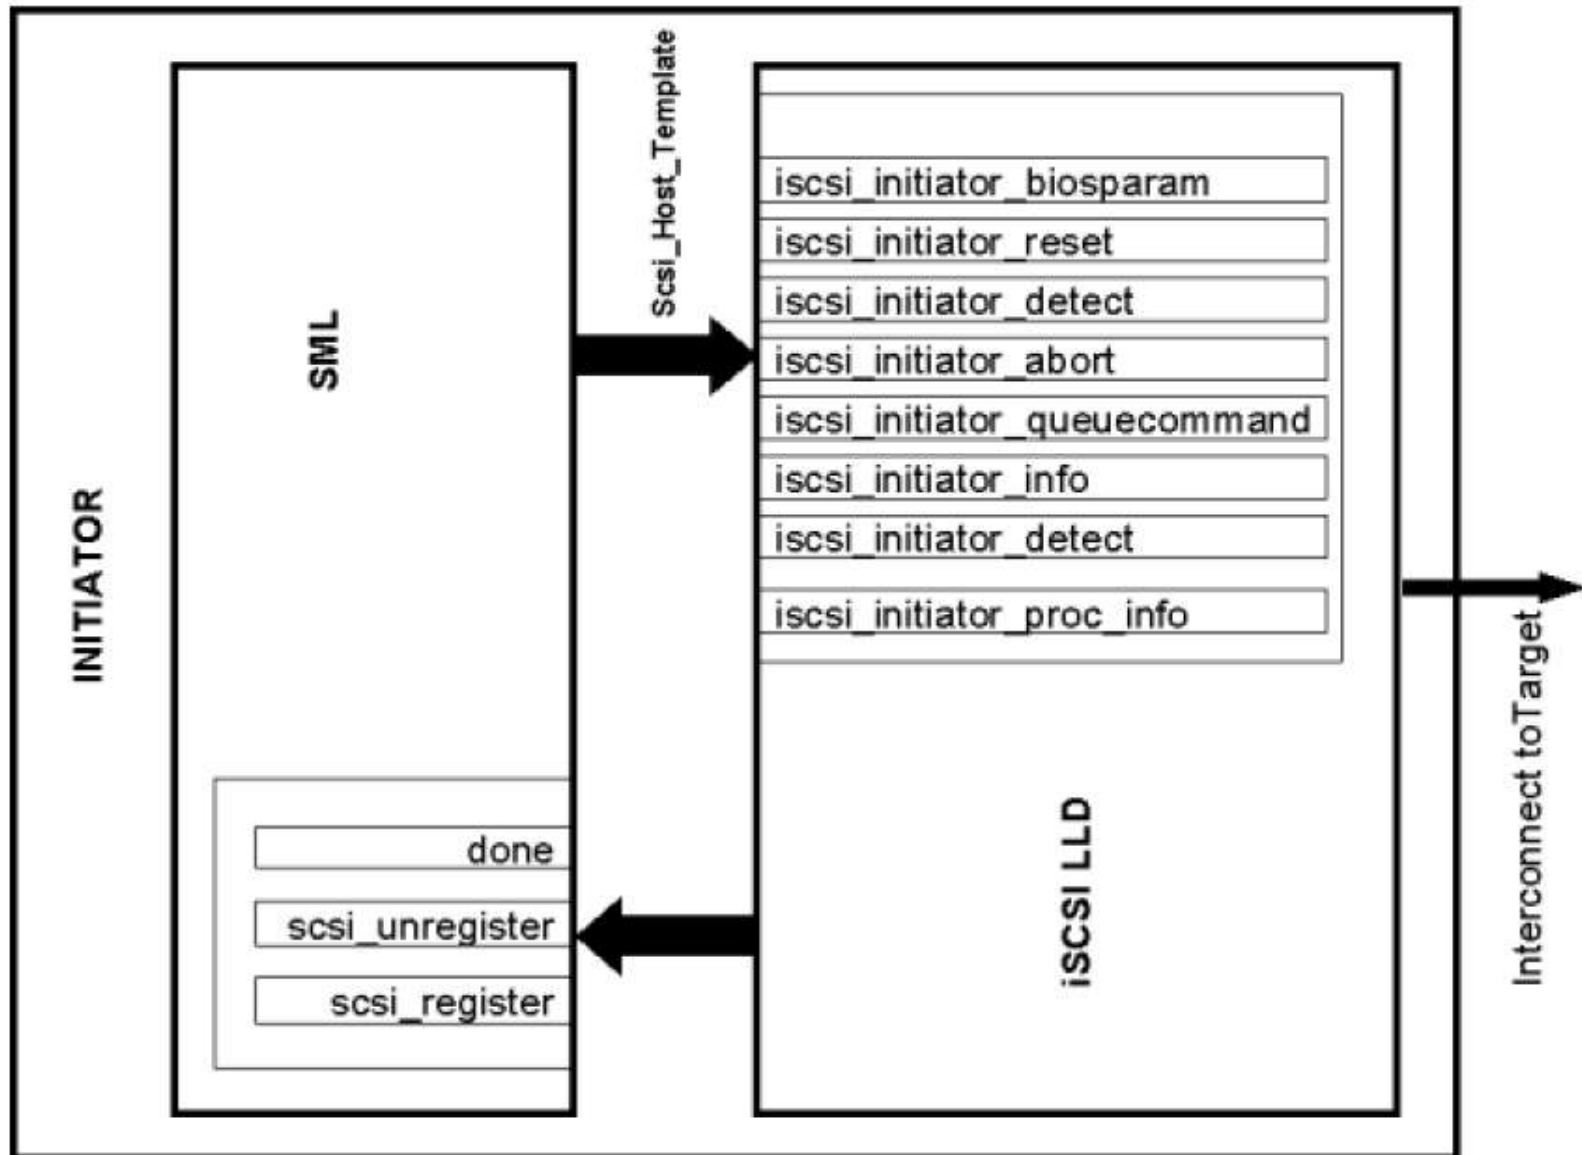 INITIATOR
SML
Scsi_Host_Template
iscsi_initiator_biosparam
iscsi_initiator_reset
iscsi_initiator_detect
iscsi_initiator_abort
iscsi_initiator_queuecommand
iscsi_initiator_info
iscsi_initiator_detect
iscsi_initiator_proc_info
done
scsi_unregister
scsi_register
iSCSI LLD
Interconnect toTarget